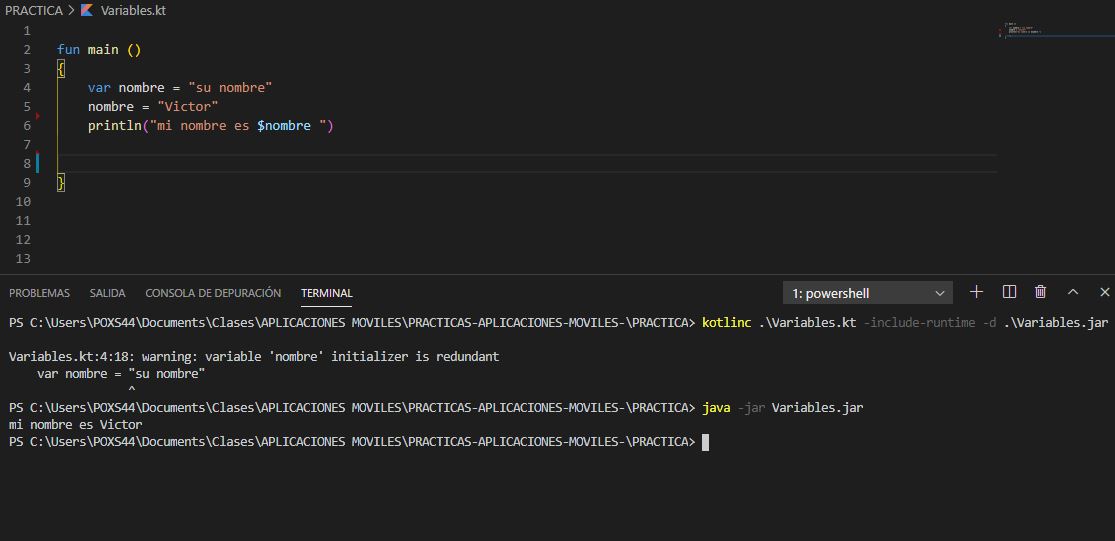 PRACTICA > Variables.kt
1
2 fun main ()
3 {
4     var nombre = "su nombre"
5     nombre = "Victor"
6     println("mi nombre es $nombre ")
7
8
9 }
10
11
12
13
PROBLEMAS SALIDA CONSOLA DE DEPURACIÓN TERMINAL 1: powershell
PS C:\Users\POXS44\Documents\Clases\APLICACIONES MOVILES\PRACTICAS-APLICACIONES-MOVILES-\PRACTICA> kotlinc .\Variables.kt -include-runtime -d .\Variables.jar
Variables.kt:4:18: warning: variable 'nombre' initializer is redundant
    var nombre = "su nombre"
                 ^
PS C:\Users\POXS44\Documents\Clases\APLICACIONES MOVILES\PRACTICAS-APLICACIONES-MOVILES-\PRACTICA> java -jar Variables.jar
mi nombre es Victor
PS C:\Users\POXS44\Documents\Clases\APLICACIONES MOVILES\PRACTICAS-APLICACIONES-MOVILES-\PRACTICA>